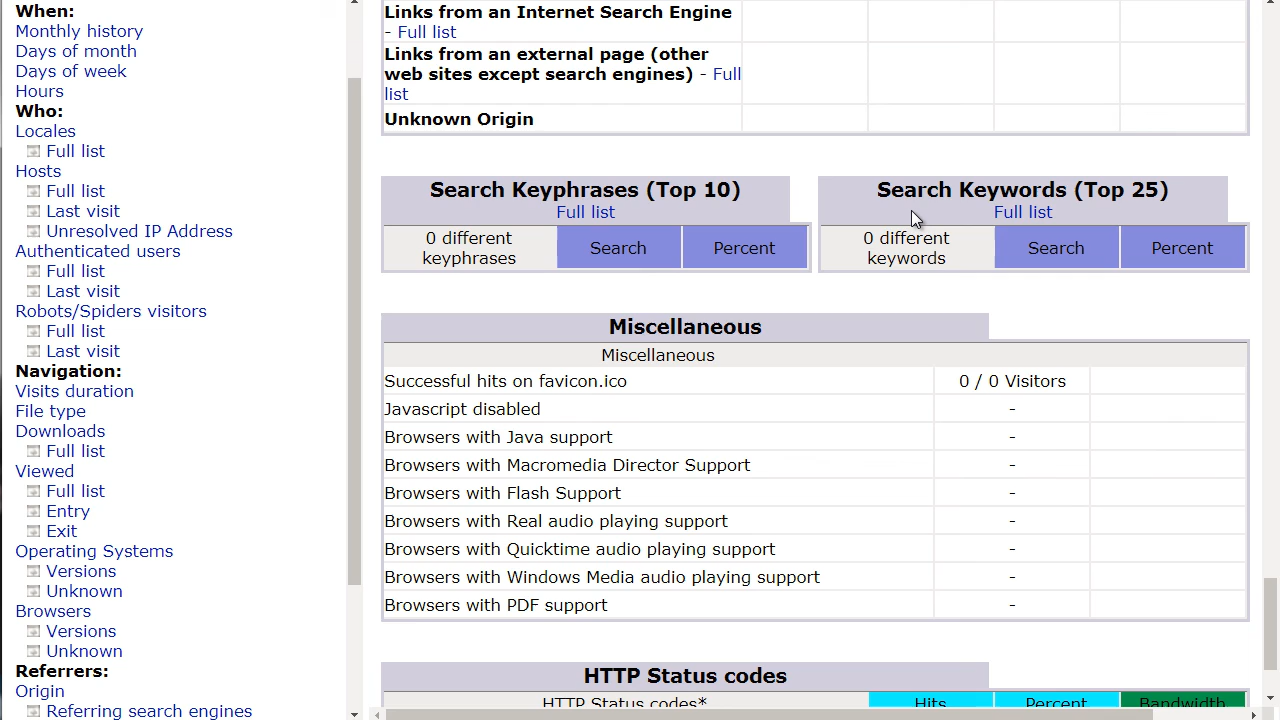 When:
Monthly history
Days of month
Days of week
Hours
Who:
Locales
Full list
Hosts
Full list
Last visit
Unresolved IP Address
Authenticated users
Full list
Last visit
Robots/Spiders visitors
Full list
Last visit
Navigation:
Visits duration
File type
Downloads
Full list
Viewed
Full list
Entry
Exit
Operating Systems
Versions
Unknown
Browsers
Versions
Unknown
Referrers:
Origin
Referring search engines
Links from an Internet Search Engine
- Full list
Links from an external page (other
web sites except search engines) - Full
list
Unknown Origin
Search Keyphrases (Top 10)
Full list
0 different
keyphrases
Search
Percent
Search Keywords (Top 25)
Full list
0 different
keywords
Search
Percent
Miscellaneous
Miscellaneous
Successful hits on favicon.ico
0 / 0 Visitors
Javascript disabled
-
Browsers with Java support
-
Browsers with Macromedia Director Support
-
Browsers with Flash Support
-
Browsers with Real audio playing support
-
Browsers with Quicktime audio playing support
-
Browsers with Windows Media audio playing support
-
Browsers with PDF support
-
HTTP Status codes
HTTP Status codes*
Hits
Percent
Bandwidth